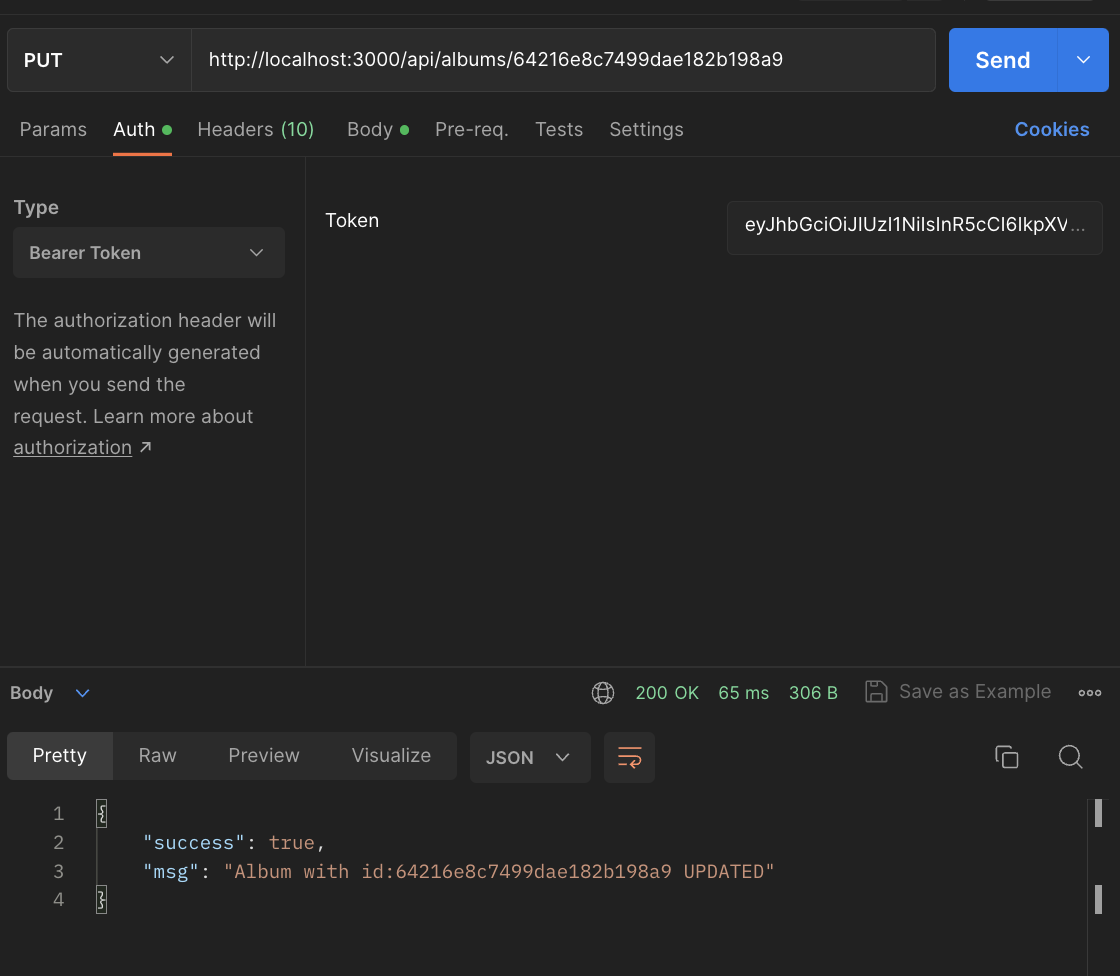 PUT http://localhost:3000/api/albums/64216e8c7499dae182b198a9 Send
Params Auth Headers (10) Body Pre-req. Tests Settings Cookies
Type
Bearer Token
The authorization header will
be automatically generated
when you send the
request. Learn more about
authorization ↗
Token eyJhbGciOiJIUzI1NiIsInR5cCI6IkpXV...
Body 200 OK 65 ms 306 B Save as Example
Pretty Raw Preview Visualize JSON
1 {
2 "success": true,
3 "msg": "Album with id:64216e8c7499dae182b198a9 UPDATED"
4 }